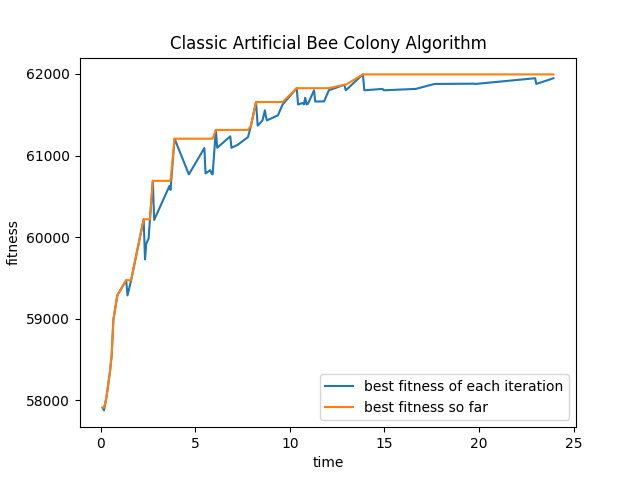 Classic Artificial Bee Colony Algorithm
62000
61000
60000
59000
58000
fitness
0 5 10 15 20 25
time
best fitness of each iteration
best fitness so far